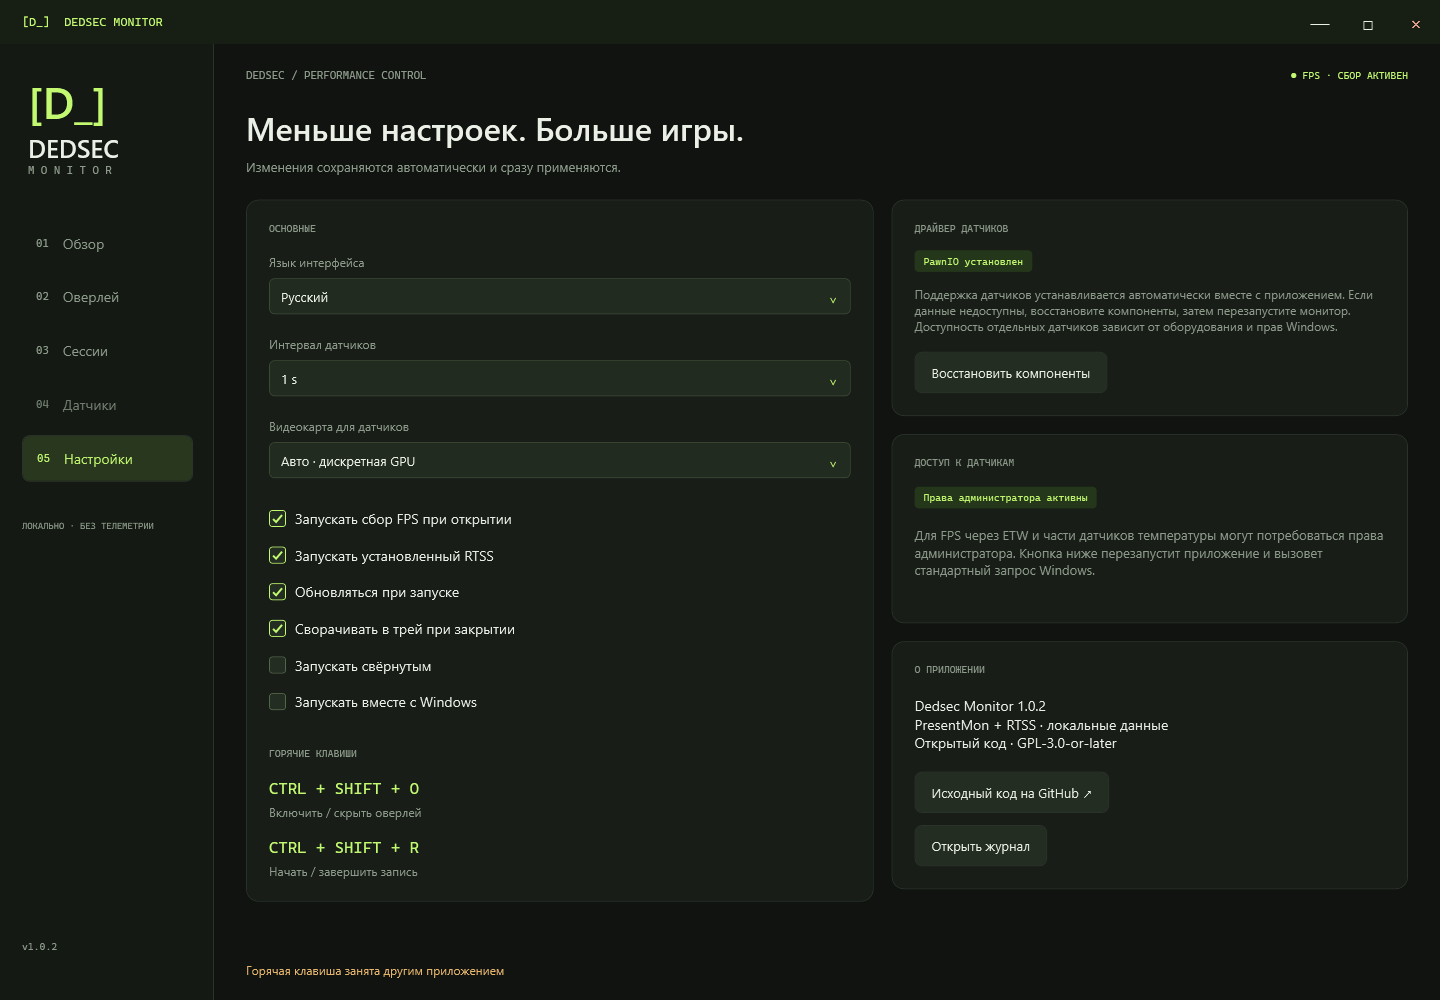 [D_] DEDSEC MONITOR
[D_]
DEDSEC
MONITOR
01 Обзор
02 Оверлей
03 Сессии
04 Датчики
05 Настройки
ЛОКАЛЬНО · БЕЗ ТЕЛЕМЕТРИИ
v1.0.2
DEDSEC / PERFORMANCE CONTROL
FPS · СБОР АКТИВЕН
Меньше настроек. Больше игры.
Изменения сохраняются автоматически и сразу применяются.
ОСНОВНЫЕ
Язык интерфейса
Русский
Интервал датчиков
1 s
Видеокарта для датчиков
Авто · дискретная GPU
Запускать сбор FPS при открытии
Запускать установленный RTSS
Обновляться при запуске
Сворачивать в трей при закрытии
Запускать свёрнутым
Запускать вместе с Windows
ГОРЯЧИЕ КЛАВИШИ
CTRL + SHIFT + O
Включить / скрыть оверлей
CTRL + SHIFT + R
Начать / завершить запись
ДРАЙВЕР ДАТЧИКОВ
PawnIO установлен
Поддержка датчиков устанавливается автоматически вместе с приложением. Если
данные недоступны, восстановите компоненты, затем перезапустите монитор.
Доступность отдельных датчиков зависит от оборудования и прав Windows.
Восстановить компоненты
ДОСТУП К ДАТЧИКАМ
Права администратора активны
Для FPS через ETW и части датчиков температуры могут потребоваться права
администратора. Кнопка ниже перезапустит приложение и вызовет
стандартный запрос Windows.
О ПРИЛОЖЕНИИ
Dedsec Monitor 1.0.2
PresentMon + RTSS · локальные данные
Открытый код · GPL-3.0-or-later
Исходный код на GitHub ↗
Открыть журнал
Горячая клавиша занята другим приложением